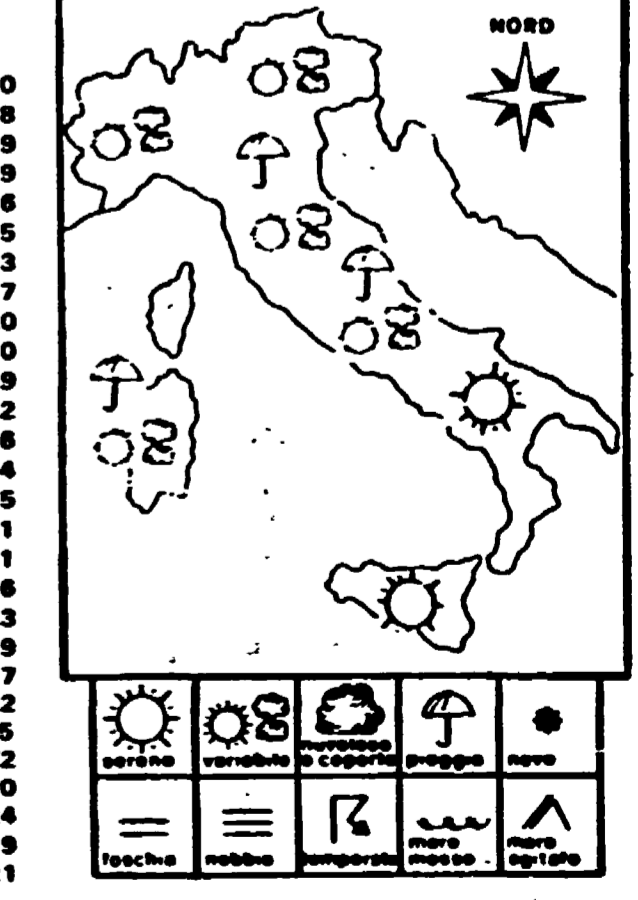 NORD
0
8
9
9
6
5
3
7
0
0
9
2
6
4
5
1
1
6
3
9
7
2
5
2
0
4
9
1
sereno
variabile
nuvoloso
o coperto
pioggia
neve
foschia
nebbia
temporale
mare
mosso
mare
agitato